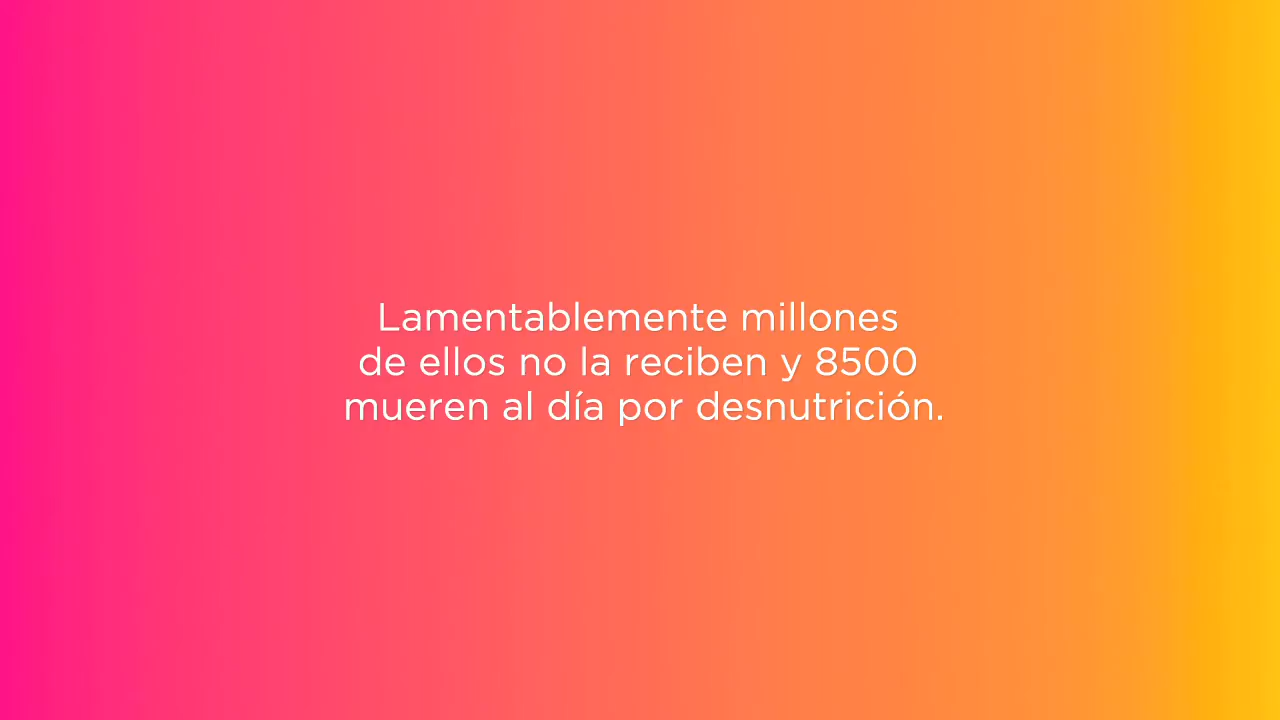 Lamentablemente millones
de ellos no la reciben y 8500
mueren al día por desnutrición.